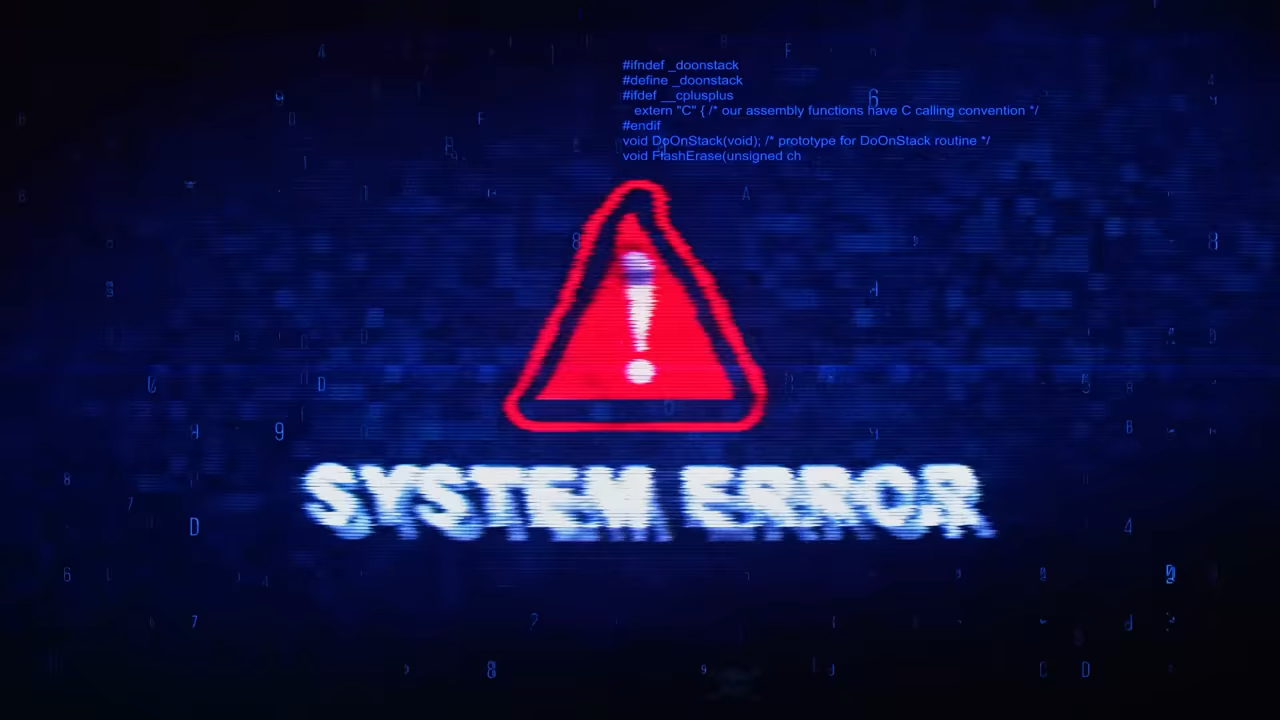 #ifndef _doonstack
#define _doonstack
#ifdef __cplusplus
extern "C" { /* our assembly functions have C calling convention */
#endif
void DoOnStack(void); /* prototype for DoOnStack routine */
void FlashErase(unsigned ch
!
SYSTEM ERROR